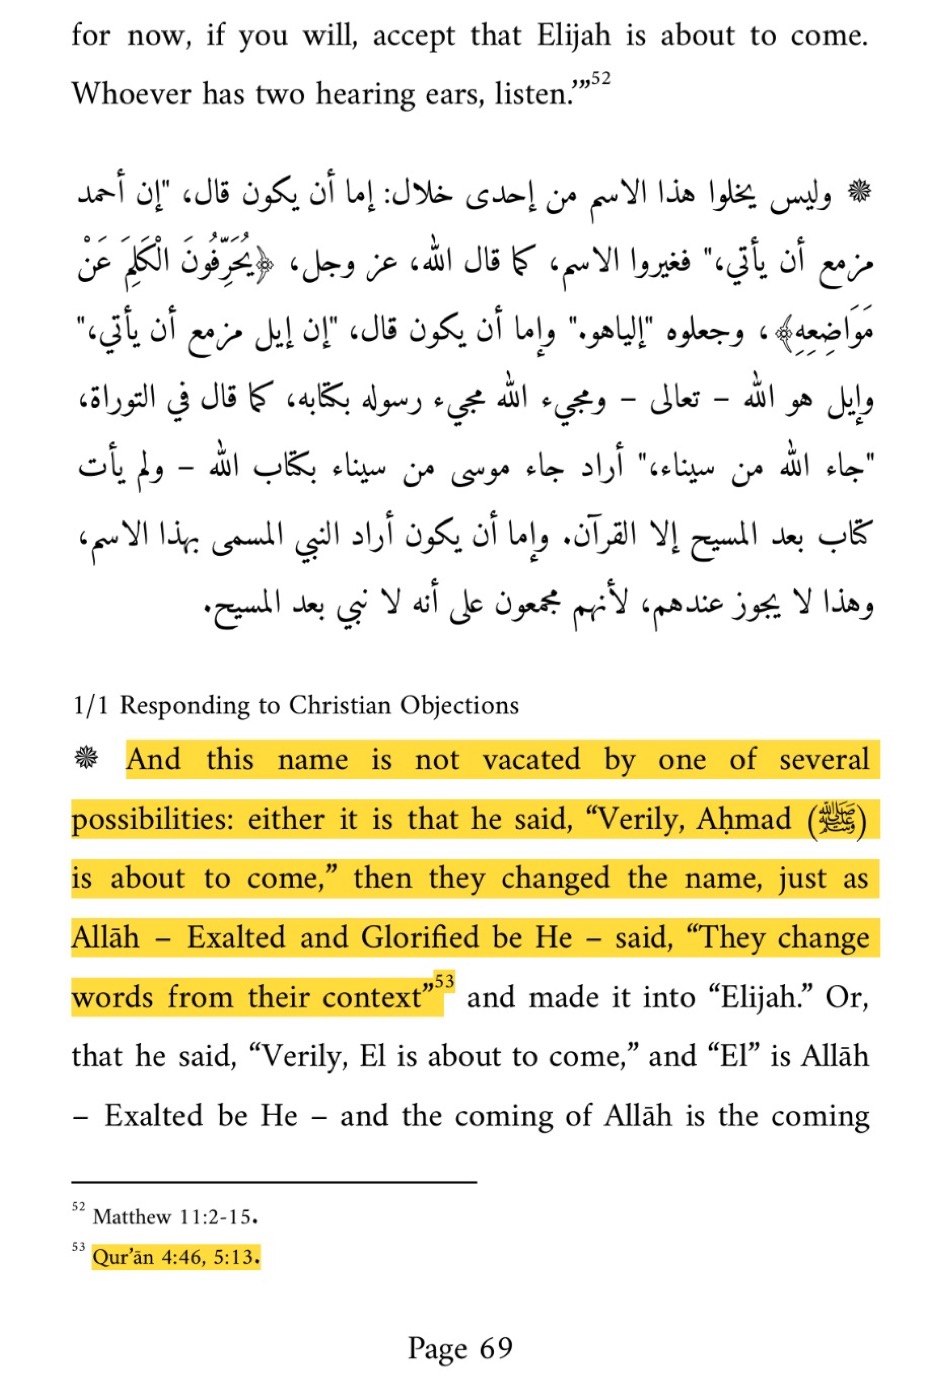 for now, if you will, accept that Elijah is about to come.
Whoever has two hearing ears, listen.’”52
❋ وليس يخلوا هذا الاسم من إحدى خلال: إما أن يكون قال، "إن أحمد
مزمع أن يأتي،" فغيروا الاسم، كما قال الله، عز وجل، ﴿يُحَرِّفُونَ الْكَلِمَ عَنْ
مَوَاضِعِهِ﴾، وجعلوه "إلياهو." وإما أن يكون قال، "إن إيل مزمع أن يأتي،"
وإيل هو الله – تعالى – ومجيء الله مجيء رسوله بكتابه، كما قال في التوراة،
"جاء الله من سيناء،" أراد جاء موسى من سيناء بكتاب الله – ولم يأت
كتاب بعد المسيح إلا القرآن. وإما أن يكون أراد النبي المسمى بهذا الاسم،
وهذا لا يجوز عندهم، لأنهم مجمعون على أنه لا نبي بعد المسيح.
1/1 Responding to Christian Objections
❋ And this name is not vacated by one of several
possibilities: either it is that he said, “Verily, Aḥmad (ﷺ)
is about to come,” then they changed the name, just as
Allāh – Exalted and Glorified be He – said, “They change
words from their context”53 and made it into “Elijah.” Or,
that he said, “Verily, El is about to come,” and “El” is Allāh
– Exalted be He – and the coming of Allāh is the coming
52 Matthew 11:2-15.
53 Qur’ān 4:46, 5:13.
Page 69